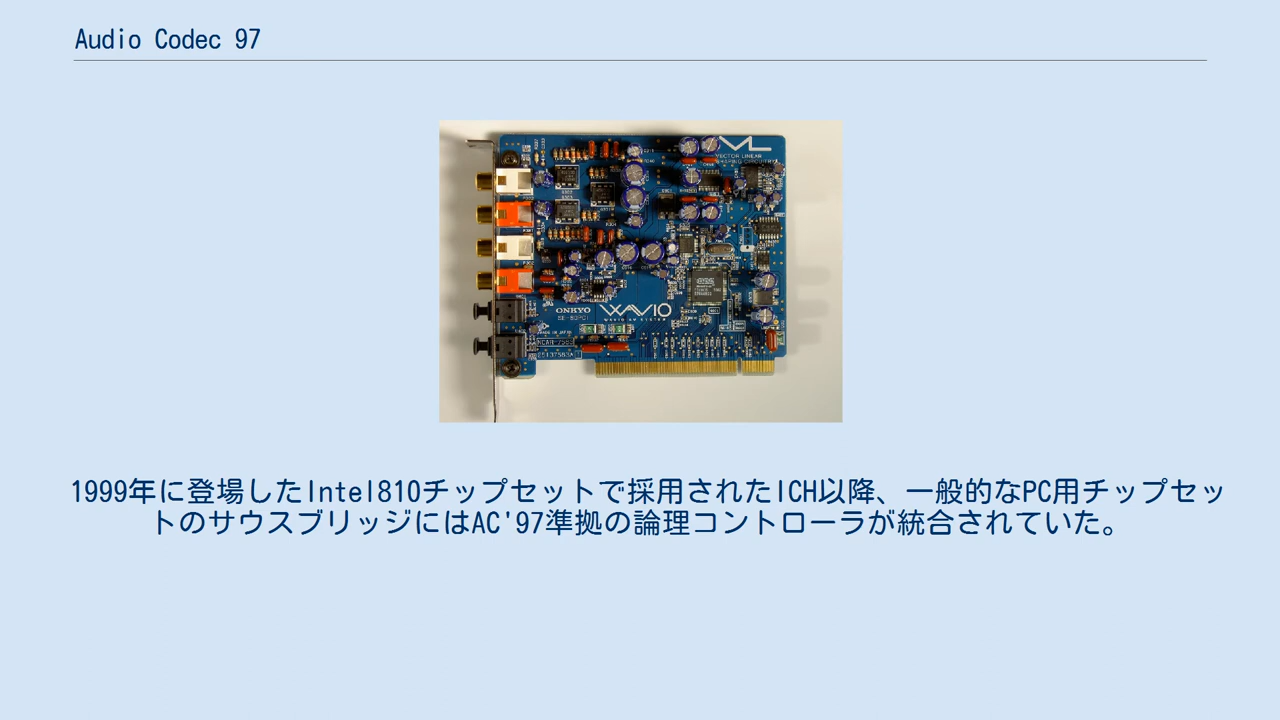 Audio Codec 97
VECTOR LINEAR
SHAPING CIRCUITRY
ONKYO
WAVIO
SE-80PCI
1999年に登場したIntel810チップセットで採用されたICH以降、一般的なPC用チップセッ
トのサウスブリッジにはAC'97準拠の論理コントローラが統合されていた。